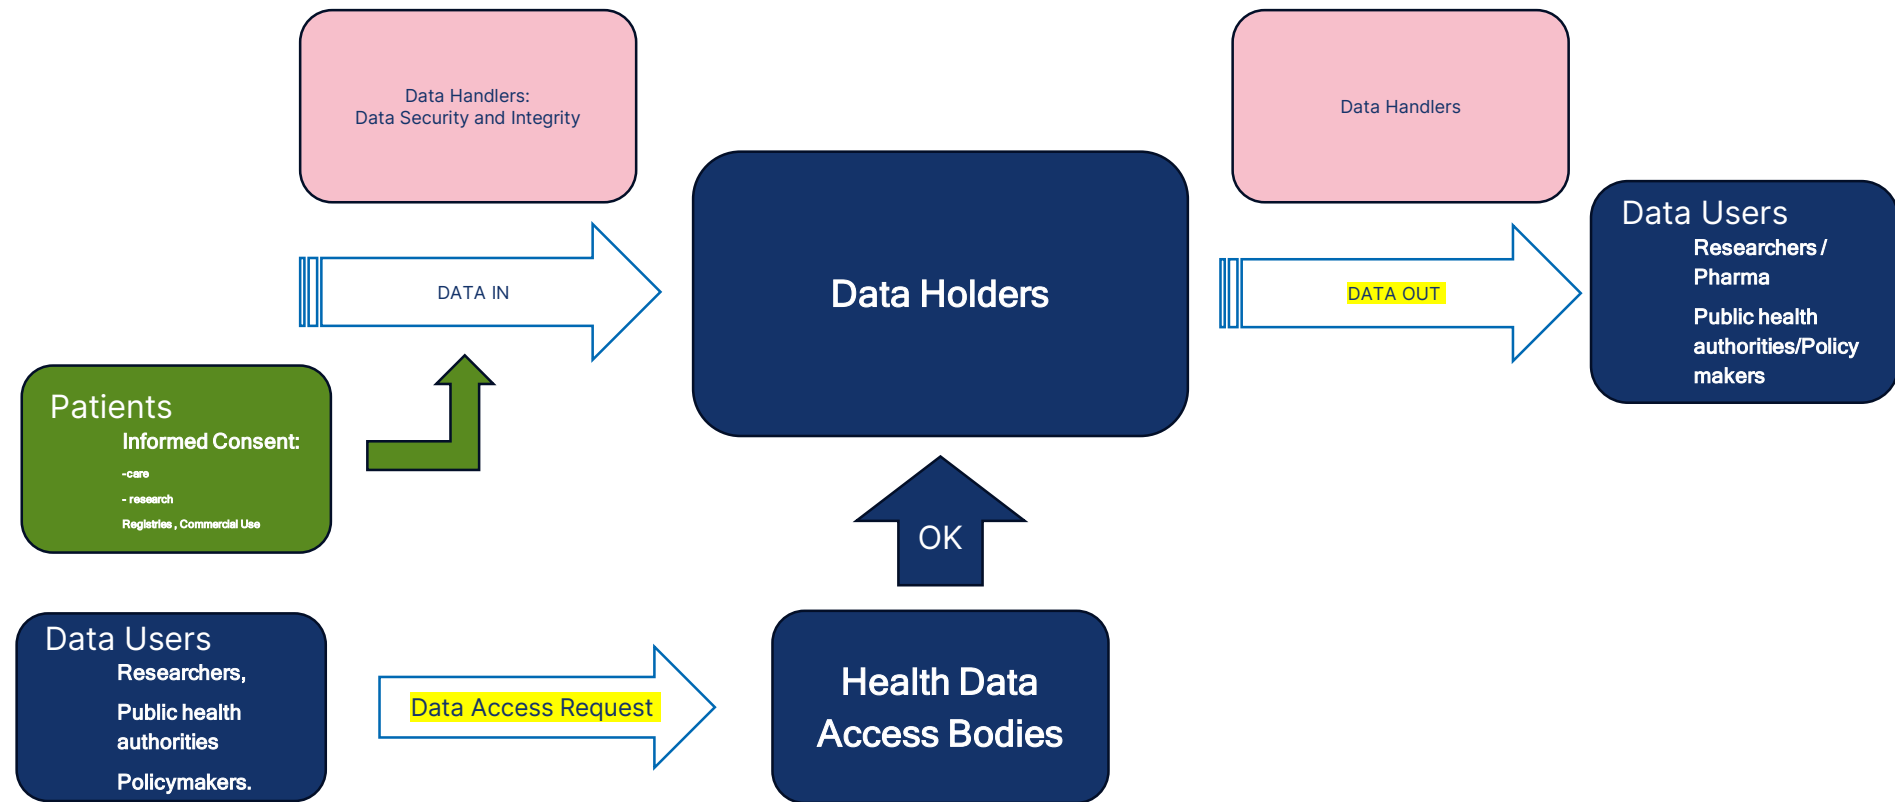 Data Handlers:
Data Security and Integrity
Data Handlers
Data Holders
DATA IN
DATA OUT
Data Users
Researchers /
Pharma
Public health
authorities/Policy
makers
Patients
Informed Consent:
-care
- research
Registries , Commercial Use
OK
Data Users
Researchers,
Public health
authorities
Policymakers.
Data Access Request
Health Data
Access Bodies